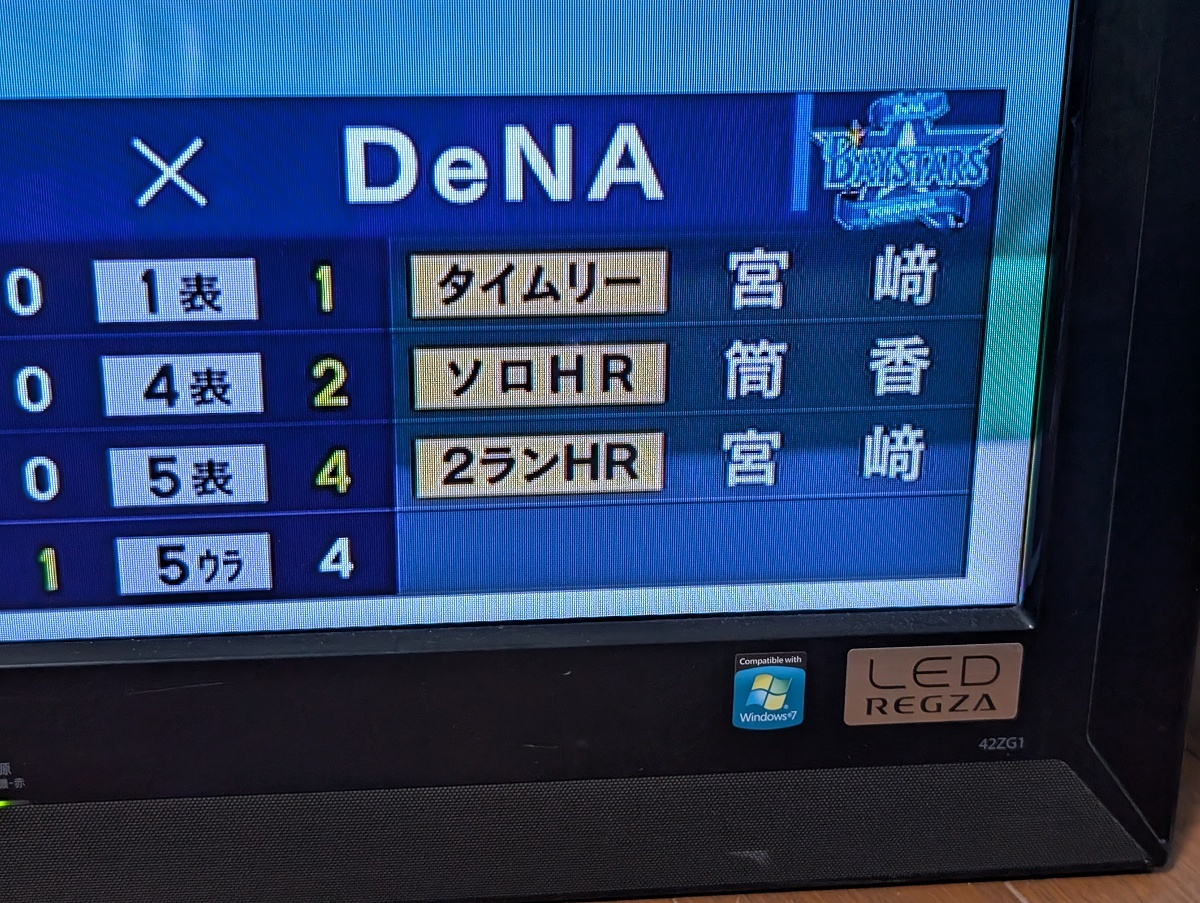 × DeNA BAYSTARS
0 1表 1 タイムリー 宮﨑
0 4表 2 ソロHR 筒香
0 5表 4 2ランHR 宮﨑
1 5ウラ 4
Compatible with
Windows®7
LED
REGZA
42ZG1